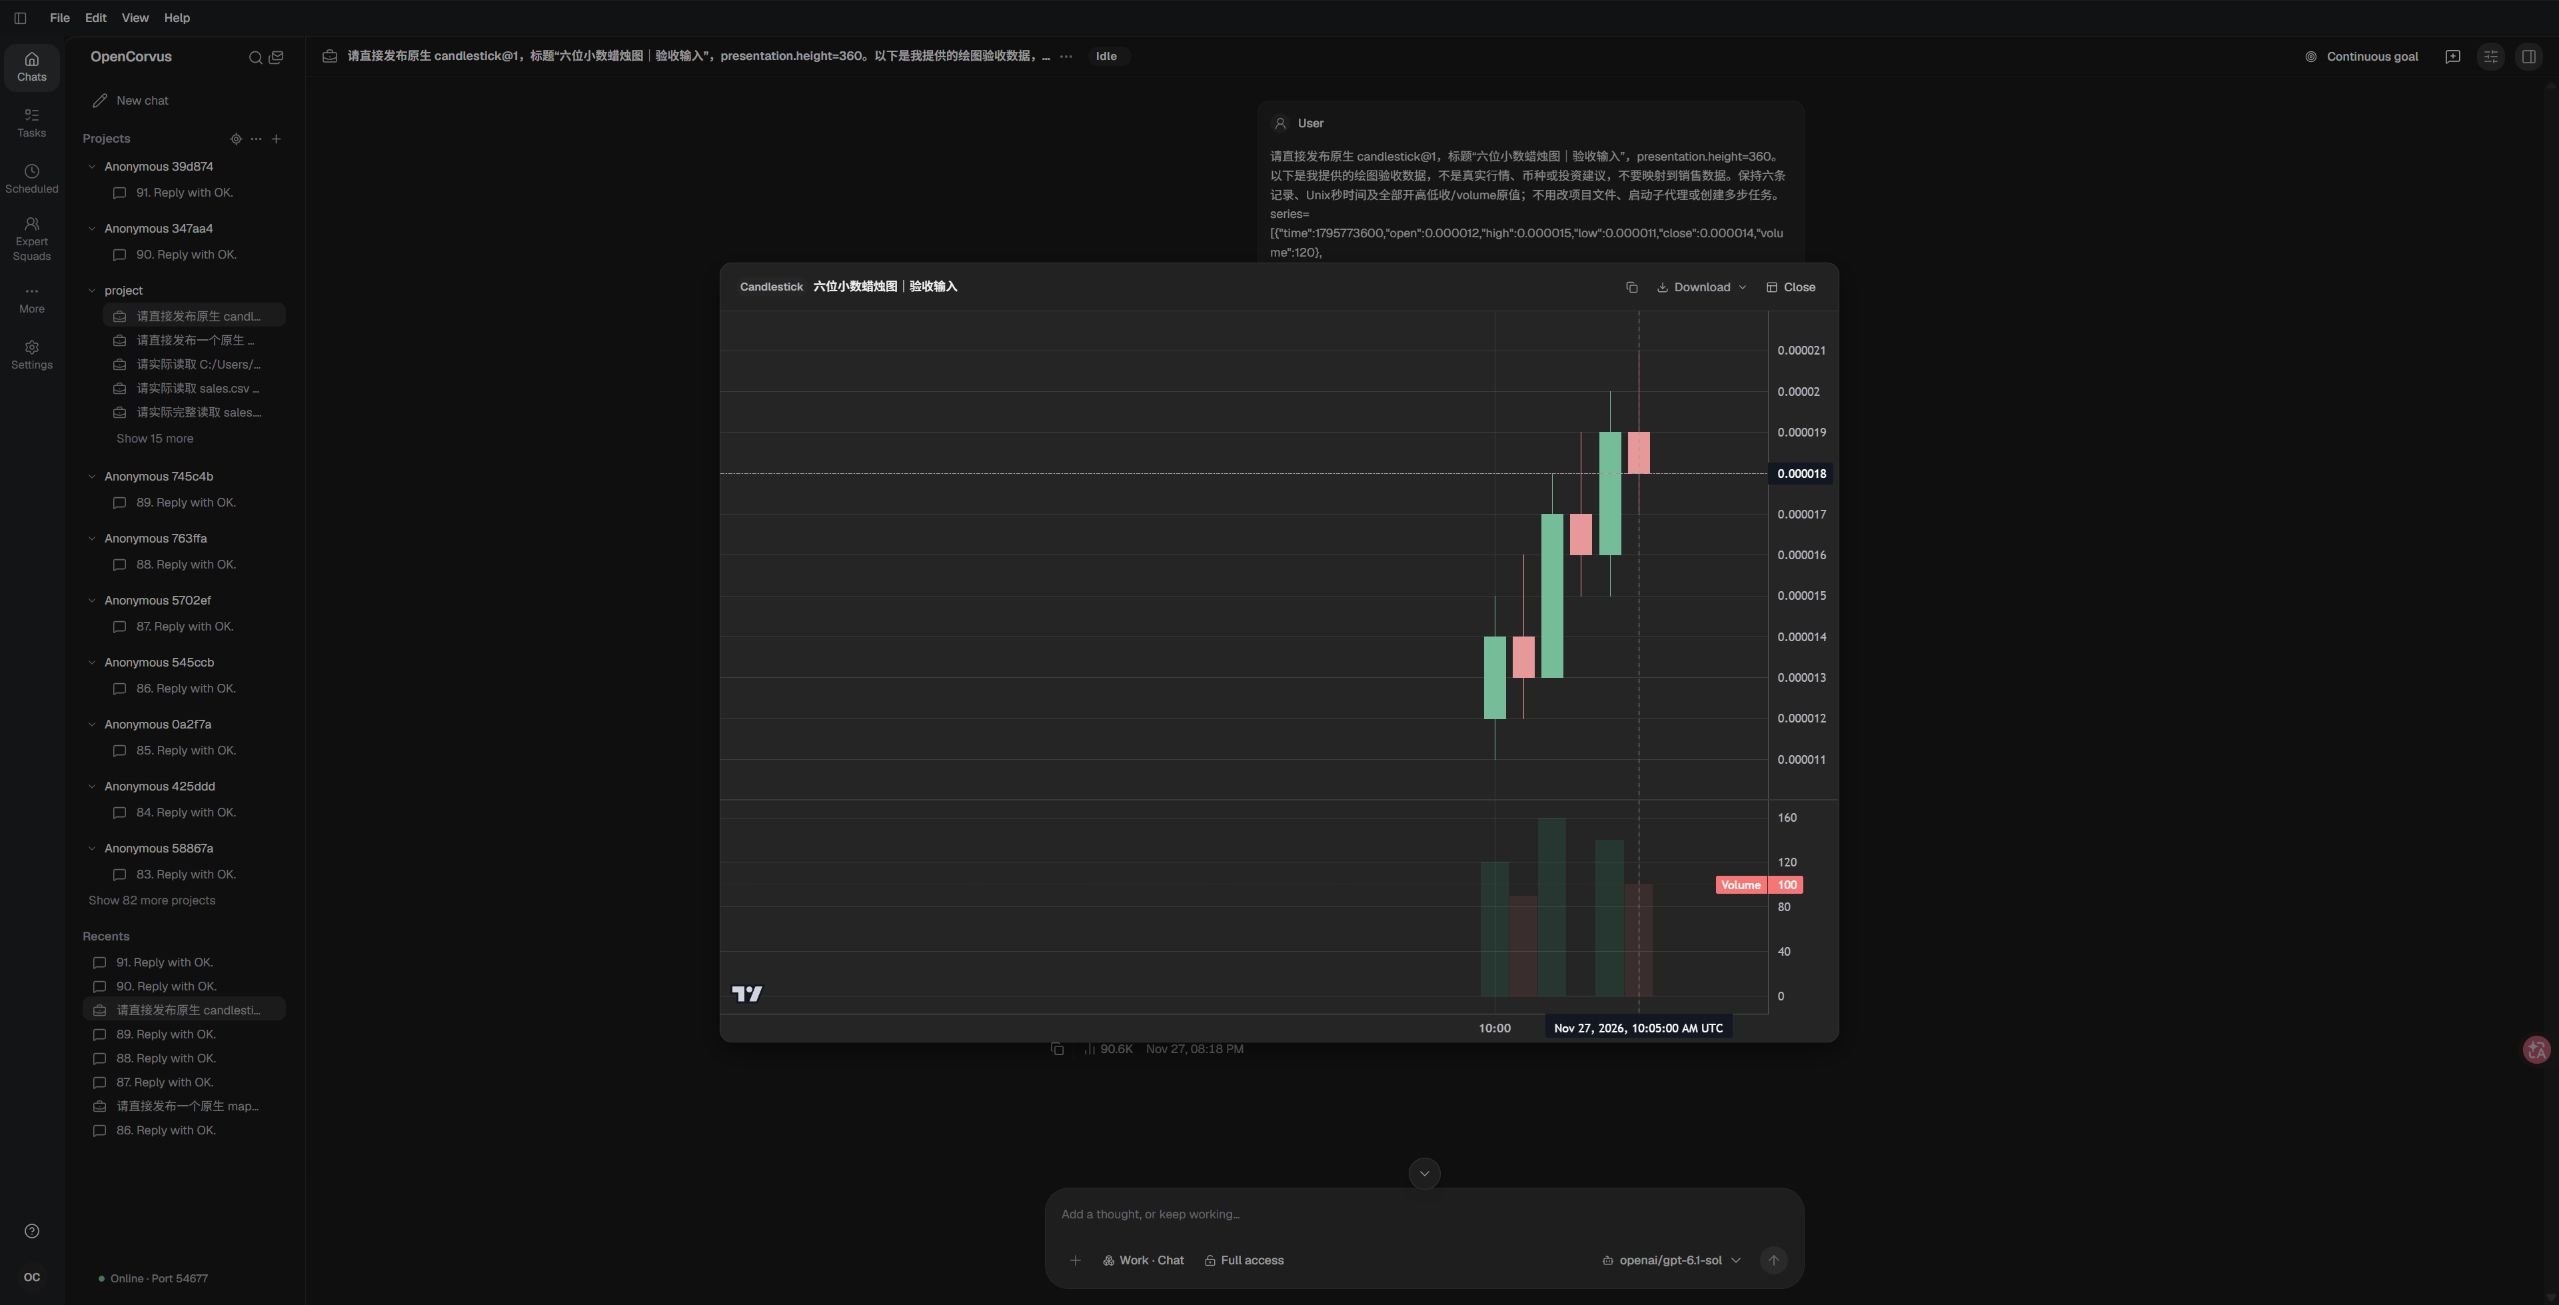 File Edit View Help
Chats
Tasks
Scheduled
Expert
Squads
More
Settings
OC
OpenCorvus
New chat
Projects
Anonymous 39d874
91. Reply with OK.
Anonymous 347aa4
90. Reply with OK.
project
请直接发布原生 candl...
请直接发布一个原生 ...
请实际读取 C:/Users/...
请实际读取 sales.csv ...
请实际完整读取 sales....
Show 15 more
Anonymous 745c4b
89. Reply with OK.
Anonymous 763ffa
88. Reply with OK.
Anonymous 5702ef
87. Reply with OK.
Anonymous 545ccb
86. Reply with OK.
Anonymous 0a2f7a
85. Reply with OK.
Anonymous 425ddd
84. Reply with OK.
Anonymous 58867a
83. Reply with OK.
Show 82 more projects
Recents
91. Reply with OK.
90. Reply with OK.
请直接发布原生 candlesti...
89. Reply with OK.
88. Reply with OK.
87. Reply with OK.
请直接发布一个原生 map...
86. Reply with OK.
Online · Port 54677
请直接发布原生 candlestick@1，标题“六位小数蜡烛图｜验收输入”，presentation.height=360。以下是我提供的绘图验收数据，... ··· Idle
Continuous goal
User
请直接发布原生 candlestick@1，标题“六位小数蜡烛图｜验收输入”，presentation.height=360。
以下是我提供的绘图验收数据，不是真实行情、币种或投资建议，不要映射到销售数据。保持六条
记录、Unix秒时间及全部开高低收/volume原值；不用改项目文件、启动子代理或创建多步任务。
series=
[{"time":1795773600,"open":0.000012,"high":0.000015,"low":0.000011,"close":0.000014,"volu
me":120},
Candlestick 六位小数蜡烛图｜验收输入
Download
Close
0.000021
0.00002
0.000019
0.000018
0.000017
0.000016
0.000015
0.000014
0.000013
0.000012
0.000011
160
120
Volume 100
80
40
0
10:00
Nov 27, 2026, 10:05:00 AM UTC
90.6K Nov 27, 08:18 PM
Add a thought, or keep working...
Work · Chat
Full access
openai/gpt-6.1-sol